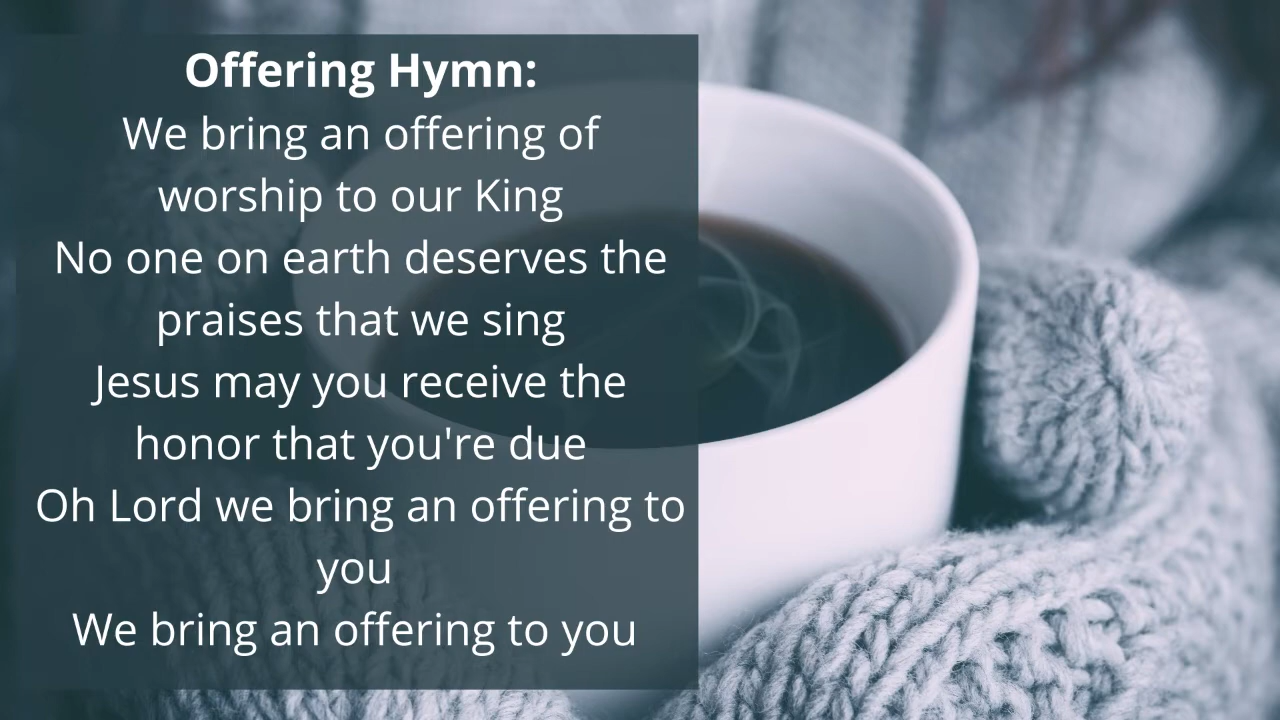 Offering Hymn:
We bring an offering of
worship to our King
No one on earth deserves the
praises that we sing
Jesus may you receive the
honor that you're due
Oh Lord we bring an offering to
you
We bring an offering to you